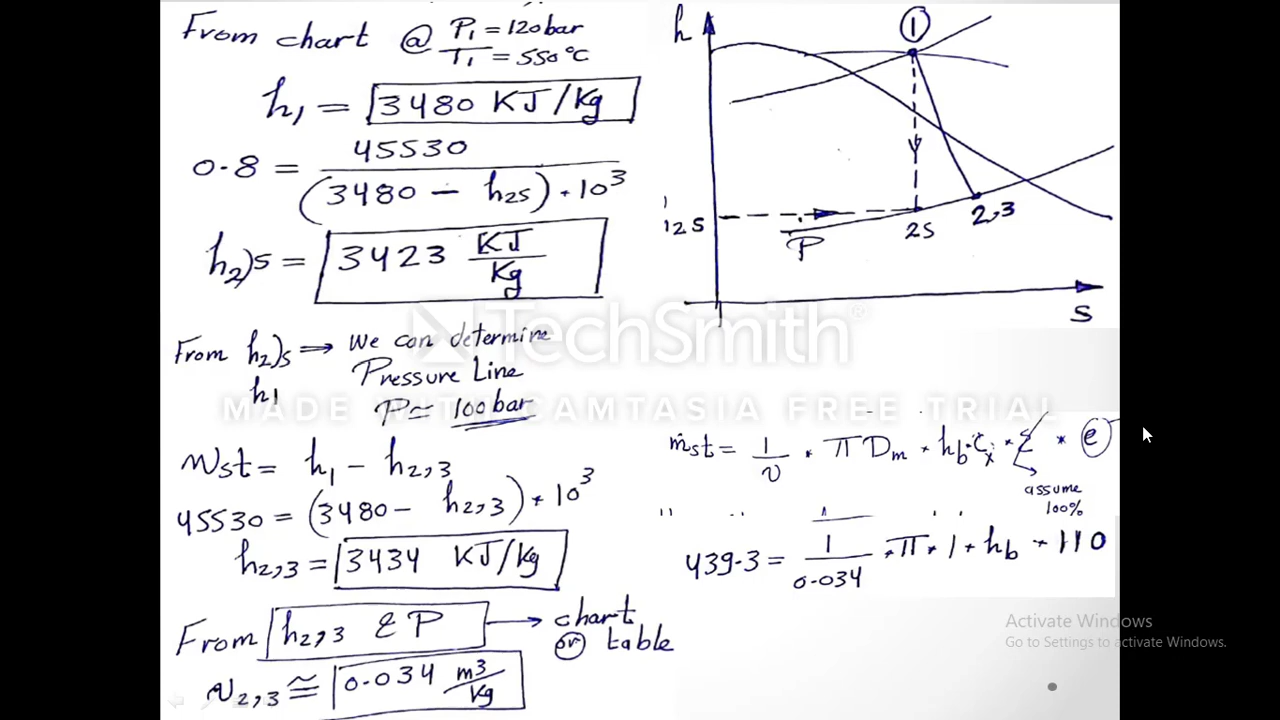 From chart @ P₁ = 120 bar
T₁ = 550 °C
h₁ = 3480 KJ/Kg
0.8 = 45530 / (3480 - h₂s) * 10³
h₂)s = 3423 KJ/Kg
From h₂)s → We can determine
h₁ Pressure Line
P ≃ 100 bar
Wst = h₁ - h₂,₃
45530 = (3480 - h₂,₃) * 10³
h₂,₃ = 3434 KJ/Kg
From h₂,₃ & P → chart
or table
v₂,₃ ≅ 0.034 m³/Kg
h
1
125
P
2s
2,3
s
ṁst = 1/v * π Dm * hb * Cx * Σ * e
assume
100%
439.3 = 1/0.034 * π * 1 * hb * 110
TechSmith®
MADE WITH CAMTASIA FREE TRIAL
Activate Windows
Go to Settings to activate Windows.